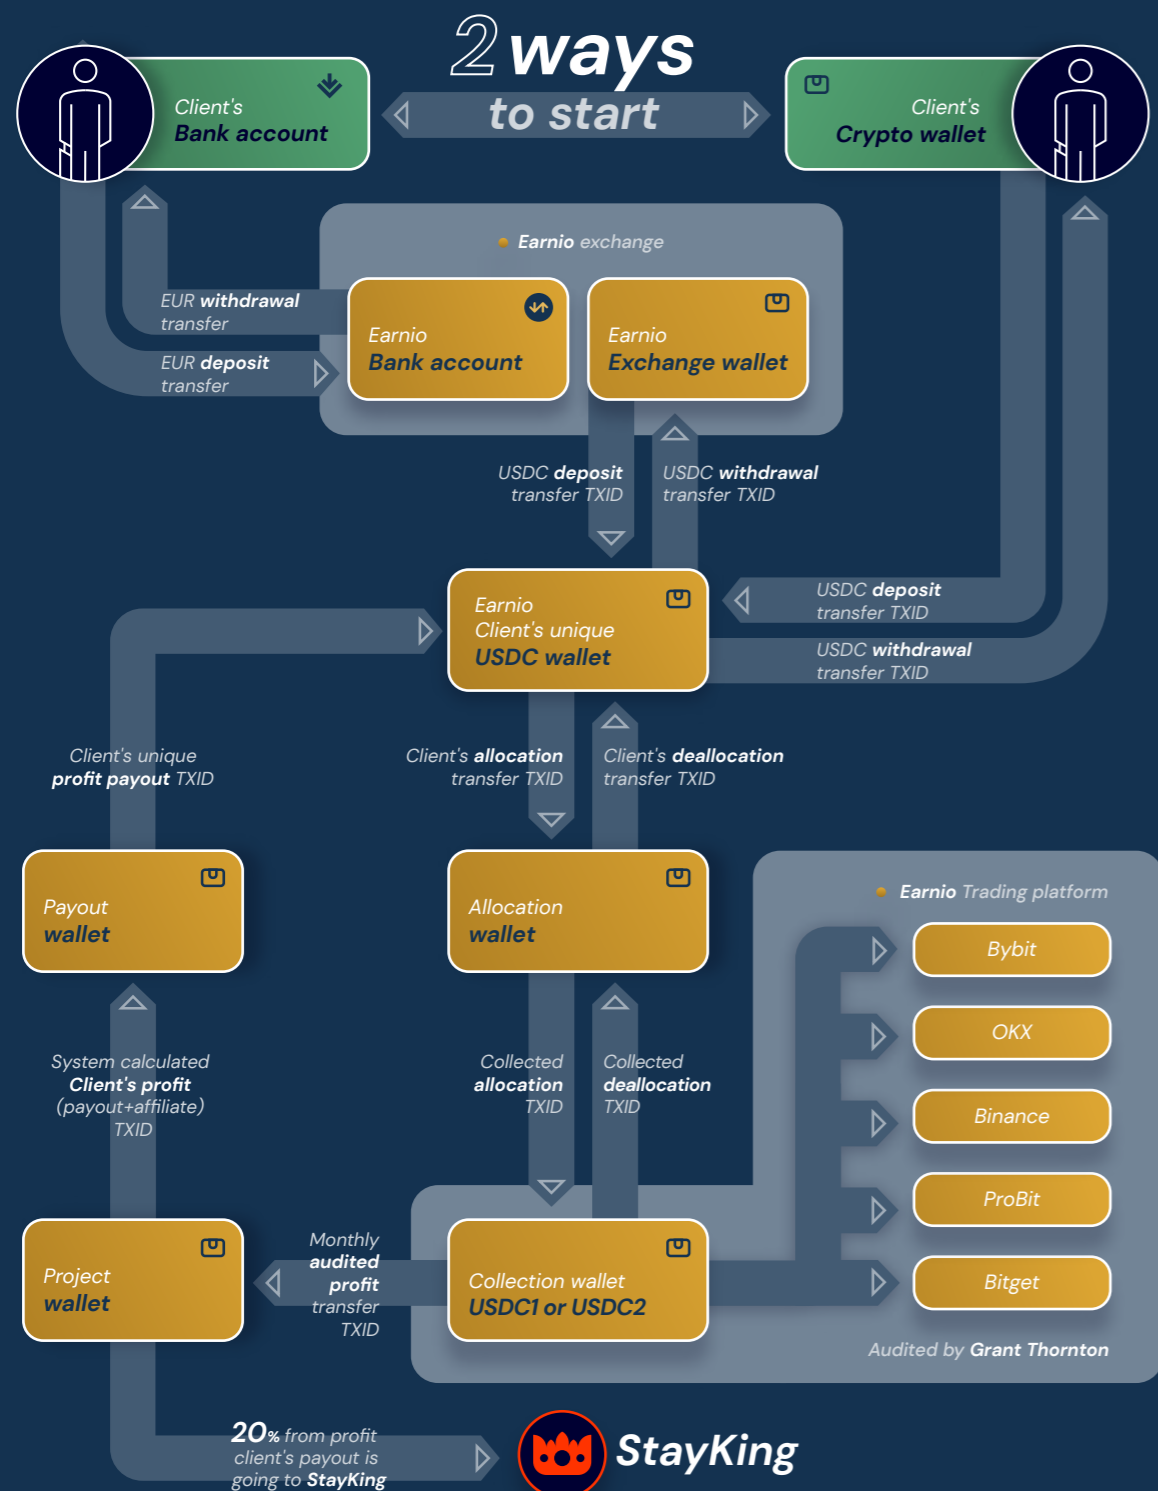 2 ways
to start
Client's
Bank account
Client's
Crypto wallet
Earnio exchange
EUR withdrawal
transfer
EUR deposit
transfer
Earnio
Bank account
Earnio
Exchange wallet
USDC deposit
transfer TXID
USDC withdrawal
transfer TXID
Earnio
Client's unique
USDC wallet
USDC deposit
transfer TXID
USDC withdrawal
transfer TXID
Client's unique
profit payout TXID
Client's allocation
transfer TXID
Client's deallocation
transfer TXID
Payout
wallet
Allocation
wallet
Earnio Trading platform
Bybit
OKX
Binance
ProBit
Bitget
System calculated
Client's profit
(payout+affiliate)
TXID
Collected
allocation
TXID
Collected
deallocation
TXID
Project
wallet
Monthly
audited
profit
transfer
TXID
Collection wallet
USDC1 or USDC2
Audited by Grant Thornton
20% from profit
client's payout is
going to StayKing
StayKing